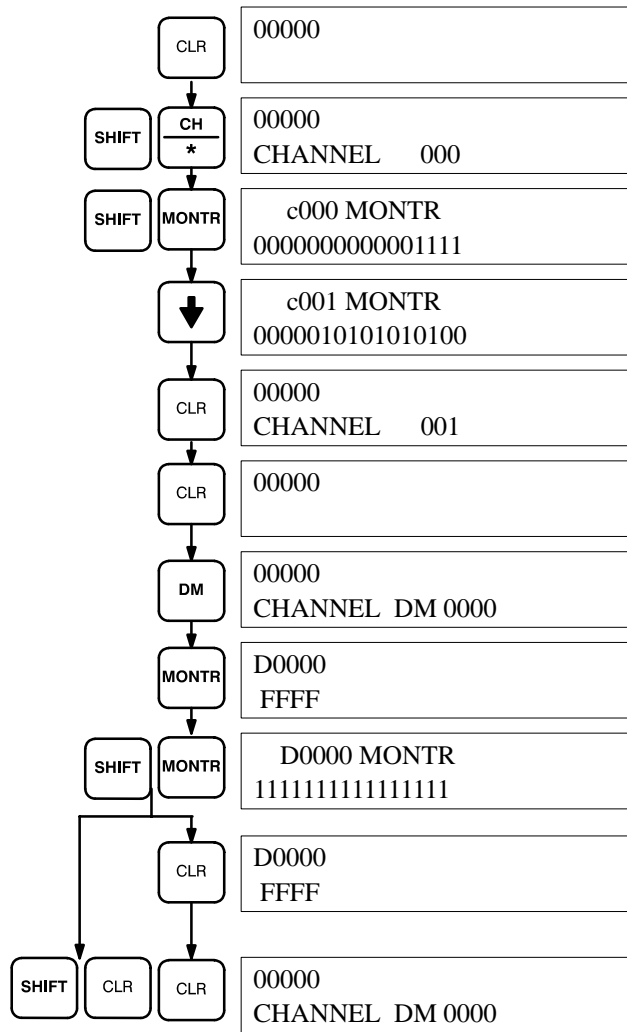 CLR
00000
SHIFT
CH
*
00000
CHANNEL 000
SHIFT
MONTR
c000 MONTR
0000000000001111
c001 MONTR
0000010101010100
CLR
00000
CHANNEL 001
CLR
00000
DM
00000
CHANNEL DM 0000
MONTR
D0000
FFFF
SHIFT
MONTR
D0000 MONTR
1111111111111111
CLR
D0000
FFFF
SHIFT
CLR
CLR
00000
CHANNEL DM 0000